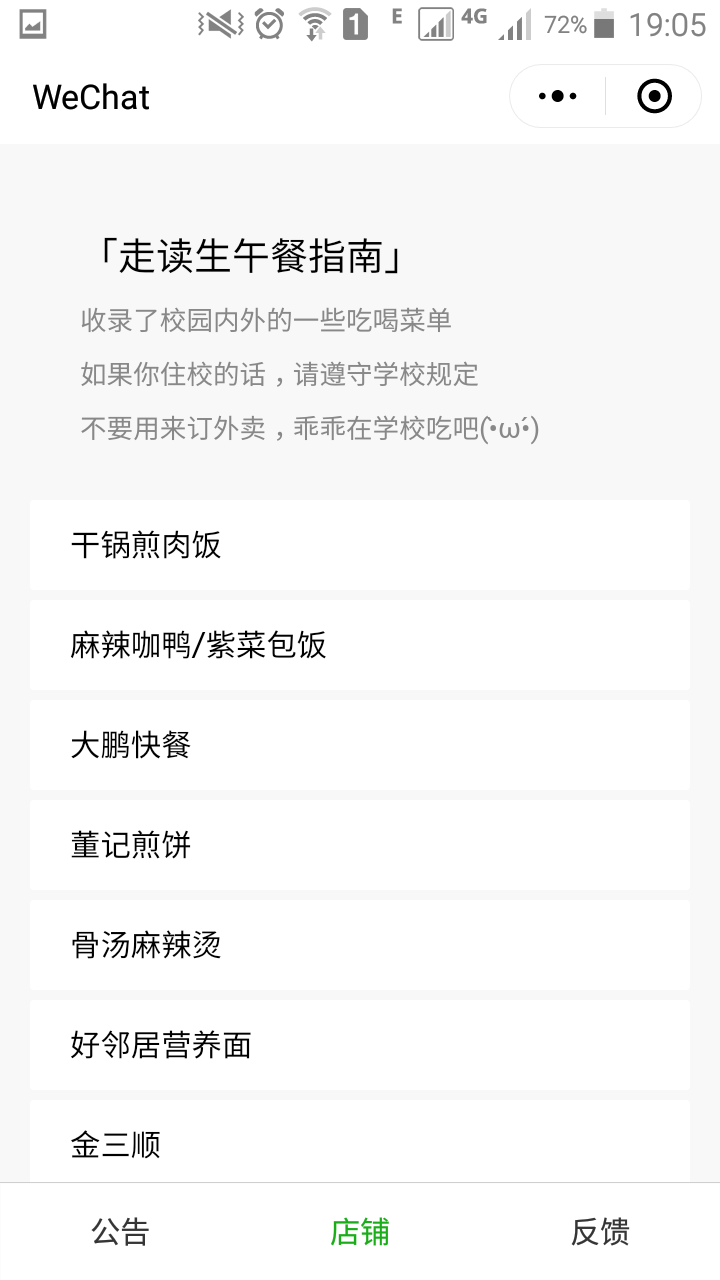 1 E 4G 72% 19:05
WeChat
「走读生午餐指南」
收录了校园内外的一些吃喝菜单
如果你住校的话，请遵守学校规定
不要用来订外卖，乖乖在学校吃吧(•̀ω•́)
干锅煎肉饭
麻辣咖鸭/紫菜包饭
大鹏快餐
董记煎饼
骨汤麻辣烫
好邻居营养面
金三顺
公告 店铺 反馈